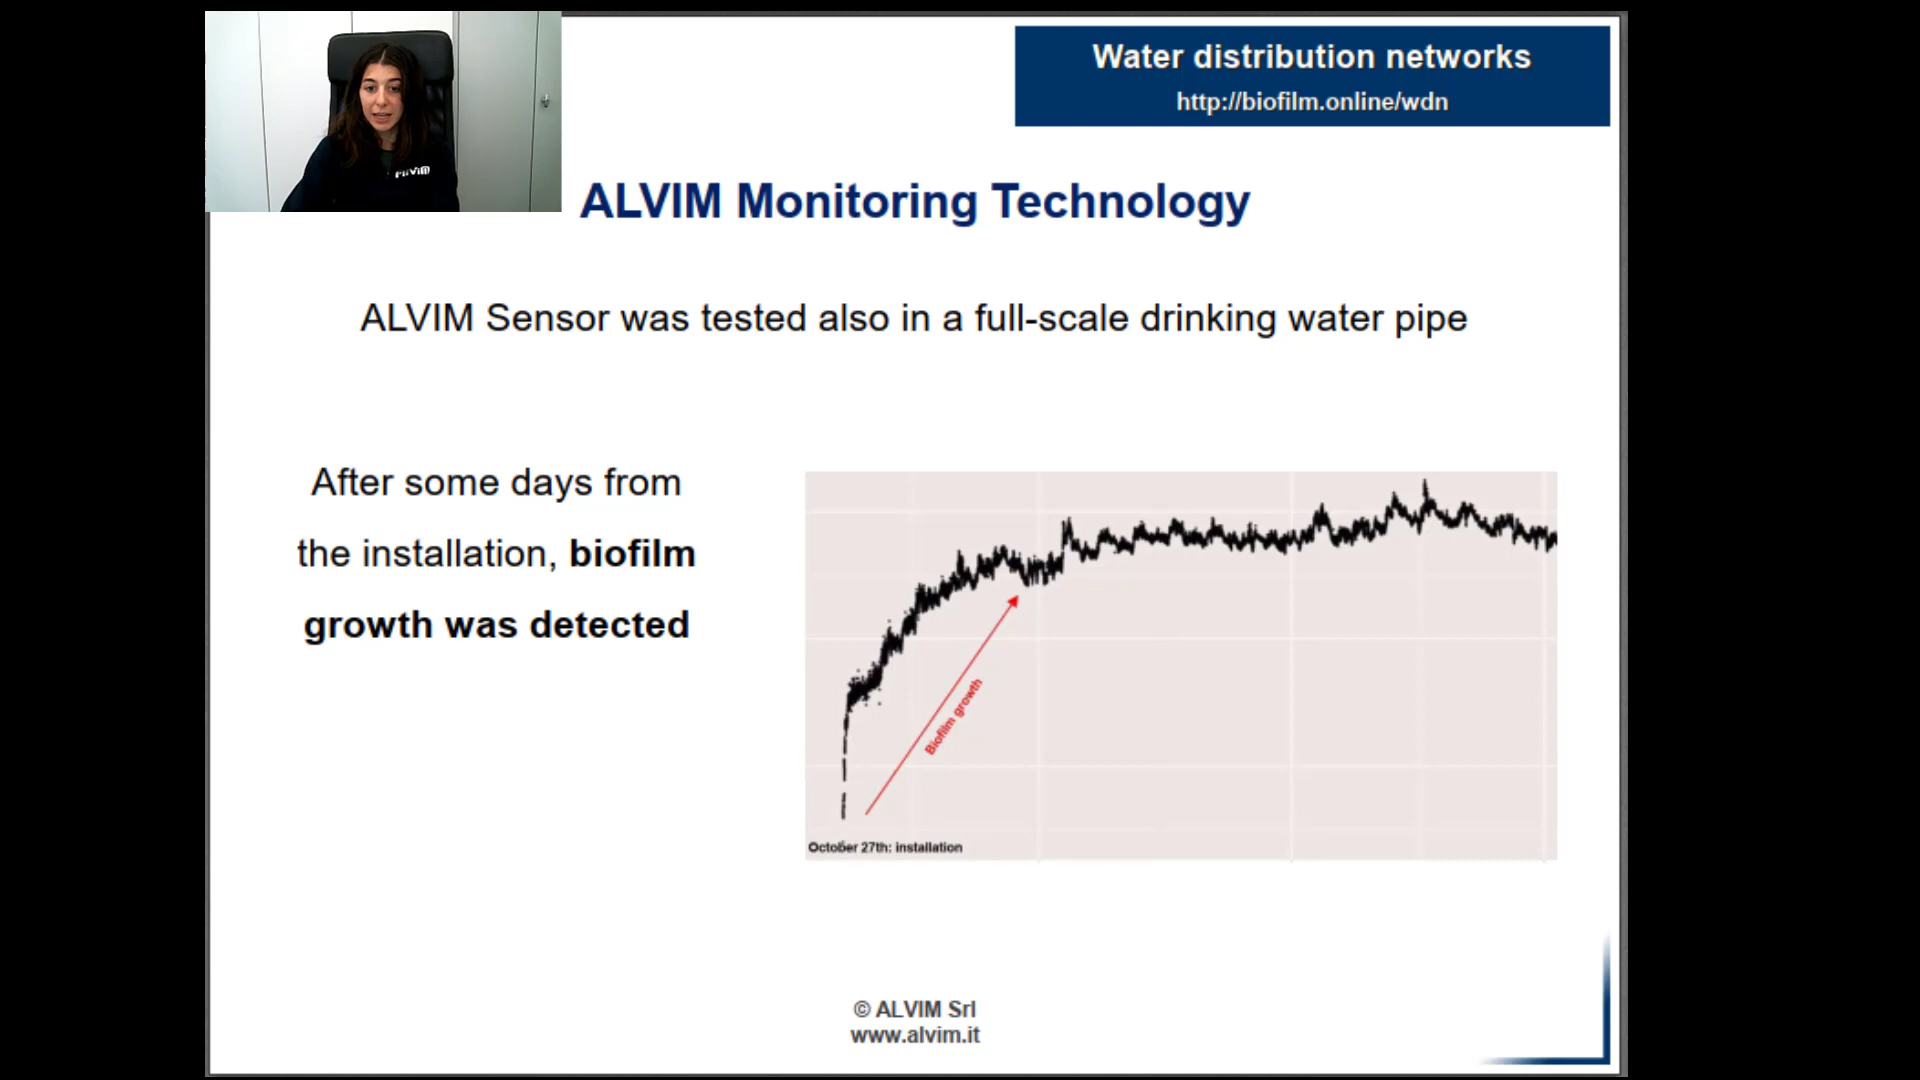 Water distribution networks
http://biofilm.online/wdn
ALVIM
ALVIM Monitoring Technology
ALVIM Sensor was tested also in a full-scale drinking water pipe
After some days from
the installation, biofilm
growth was detected
Biofilm growth
October 27th: installation
© ALVIM Srl
www.alvim.it